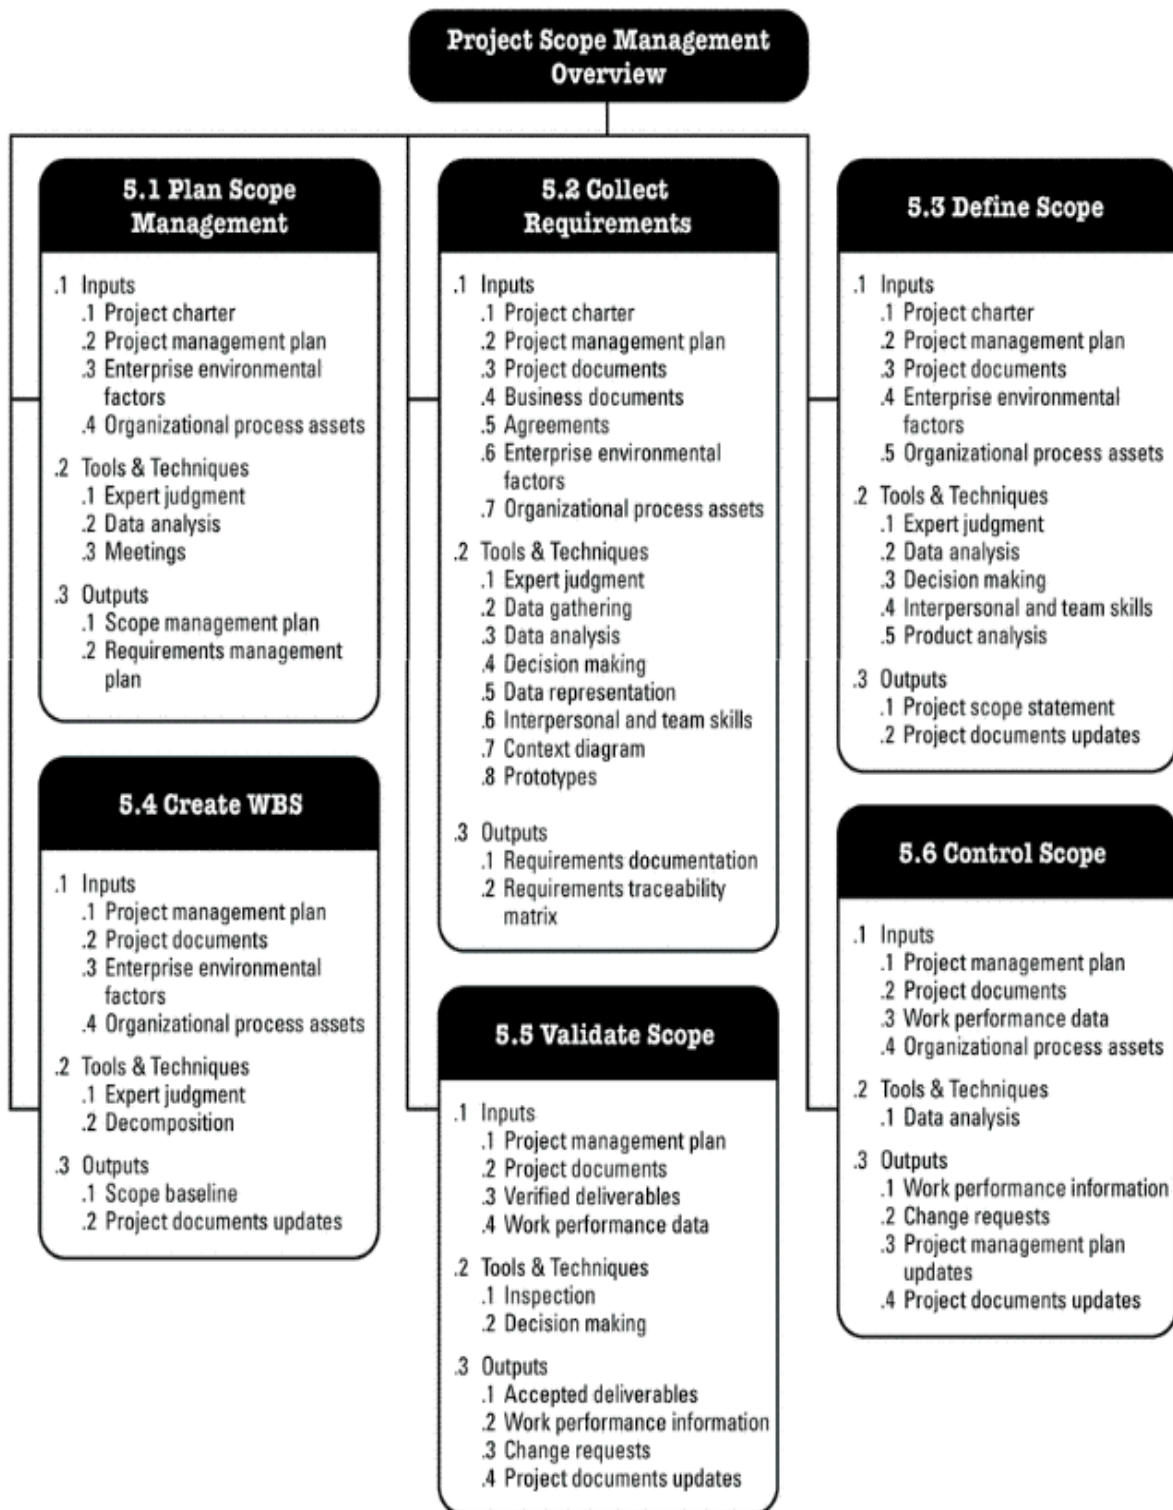 Project Scope Management
Overview
5.1 Plan Scope
Management
.1 Inputs
.1 Project charter
.2 Project management plan
.3 Enterprise environmental
factors
.4 Organizational process assets
.2 Tools & Techniques
.1 Expert judgment
.2 Data analysis
.3 Meetings
.3 Outputs
.1 Scope management plan
.2 Requirements management
plan
5.2 Collect
Requirements
.1 Inputs
.1 Project charter
.2 Project management plan
.3 Project documents
.4 Business documents
.5 Agreements
.6 Enterprise environmental
factors
.7 Organizational process assets
.2 Tools & Techniques
.1 Expert judgment
.2 Data gathering
.3 Data analysis
.4 Decision making
.5 Data representation
.6 Interpersonal and team skills
.7 Context diagram
.8 Prototypes
.3 Outputs
.1 Requirements documentation
.2 Requirements traceability
matrix
5.3 Define Scope
.1 Inputs
.1 Project charter
.2 Project management plan
.3 Project documents
.4 Enterprise environmental
factors
.5 Organizational process assets
.2 Tools & Techniques
.1 Expert judgment
.2 Data analysis
.3 Decision making
.4 Interpersonal and team skills
.5 Product analysis
.3 Outputs
.1 Project scope statement
.2 Project documents updates
5.4 Create WBS
.1 Inputs
.1 Project management plan
.2 Project documents
.3 Enterprise environmental
factors
.4 Organizational process assets
.2 Tools & Techniques
.1 Expert judgment
.2 Decomposition
.3 Outputs
.1 Scope baseline
.2 Project documents updates
5.5 Validate Scope
.1 Inputs
.1 Project management plan
.2 Project documents
.3 Verified deliverables
.4 Work performance data
.2 Tools & Techniques
.1 Inspection
.2 Decision making
.3 Outputs
.1 Accepted deliverables
.2 Work performance information
.3 Change requests
.4 Project documents updates
5.6 Control Scope
.1 Inputs
.1 Project management plan
.2 Project documents
.3 Work performance data
.4 Organizational process assets
.2 Tools & Techniques
.1 Data analysis
.3 Outputs
.1 Work performance information
.2 Change requests
.3 Project management plan
updates
.4 Project documents updates